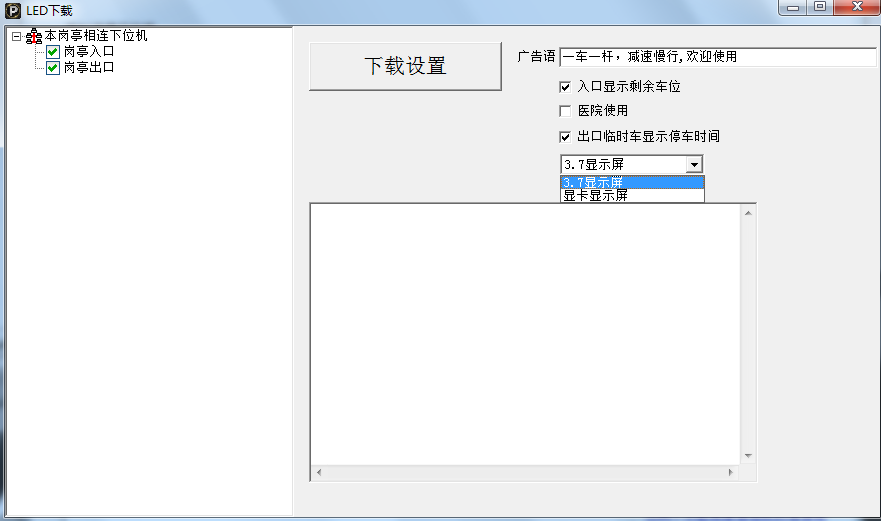 LED下载
本岗亭相连下位机
岗亭入口
岗亭出口
下载设置
广告语 一车一杆，减速慢行,欢迎使用
入口显示剩余车位
医院使用
出口临时车显示停车时间
3.7显示屏
3.7显示屏
显卡显示屏